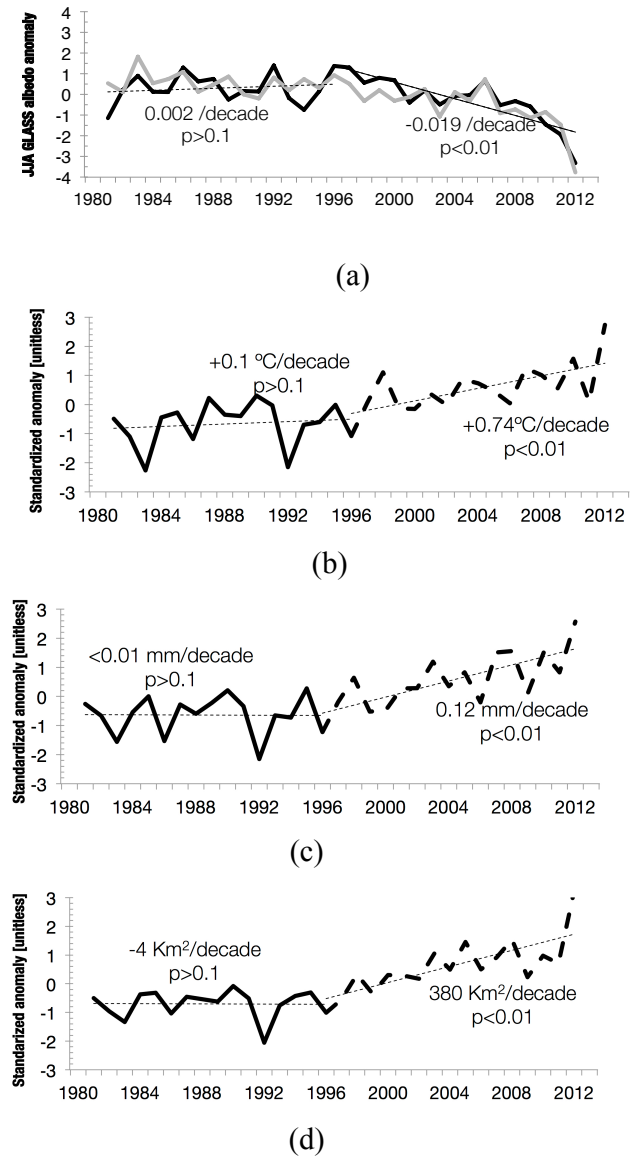 JJA GLASS albedo anomaly
4
3
2
1
0
-1
-2
-3
-4
0.002 /decade
p>0.1
-0.019 /decade
p<0.01
1980 1984 1988 1992 1996 2000 2004 2008 2012
(a)
Standardized anomaly [unitless]
3
2
1
0
-1
-2
-3
+0.1 ºC/decade
p>0.1
+0.74ºC/decade
p<0.01
1980 1984 1988 1992 1996 2000 2004 2008 2012
(b)
Standardized anomaly [unitless]
3
2
1
0
-1
-2
-3
<0.01 mm/decade
p>0.1
0.12 mm/decade
p<0.01
1980 1984 1988 1992 1996 2000 2004 2008 2012
(c)
Standarized anomaly [unitless]
3
2
1
0
-1
-2
-3
-4 Km²/decade
p>0.1
380 Km²/decade
p<0.01
1980 1984 1988 1992 1996 2000 2004 2008 2012
(d)